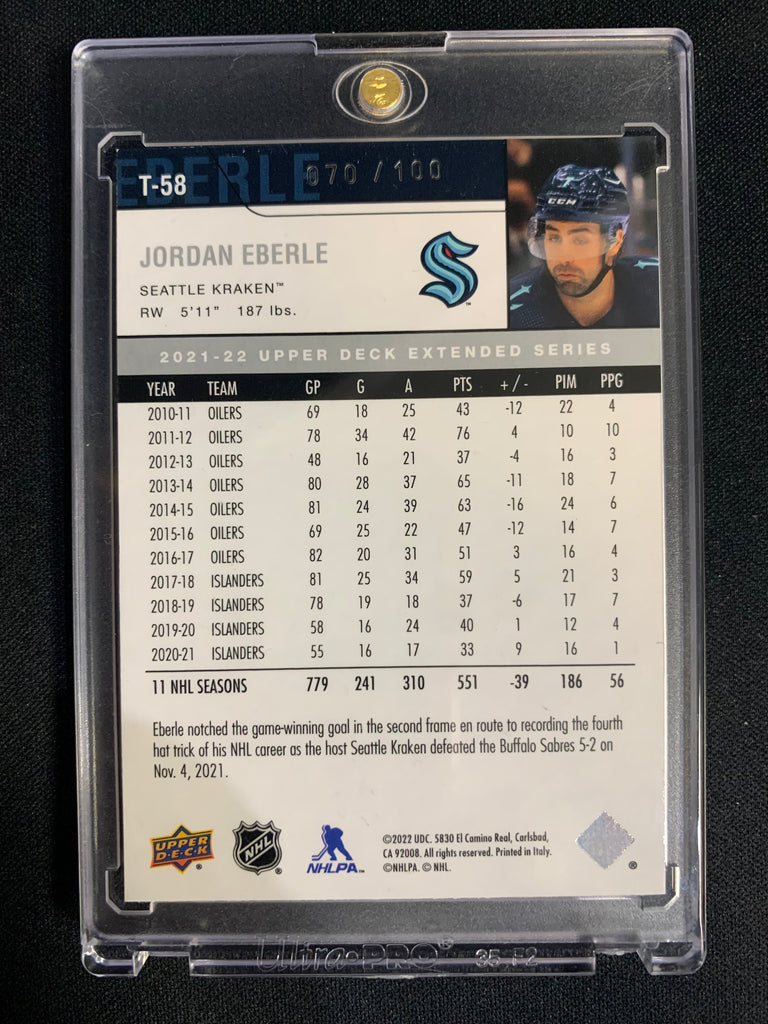 EBERLE
T-58
070 / 100
CCM
JORDAN EBERLE
SEATTLE KRAKEN™
RW 5'11" 187 lbs.
2021-22 UPPER DECK EXTENDED SERIES
YEAR TEAM GP G A PTS +/- PIM PPG
2010-11 OILERS 69 18 25 43 -12 22 4
2011-12 OILERS 78 34 42 76 4 10 10
2012-13 OILERS 48 16 21 37 -4 16 3
2013-14 OILERS 80 28 37 65 -11 18 7
2014-15 OILERS 81 24 39 63 -16 24 6
2015-16 OILERS 69 25 22 47 -12 14 7
2016-17 OILERS 82 20 31 51 3 16 4
2017-18 ISLANDERS 81 25 34 59 5 21 3
2018-19 ISLANDERS 78 19 18 37 -6 17 7
2019-20 ISLANDERS 58 16 24 40 1 12 4
2020-21 ISLANDERS 55 16 17 33 9 16 1
11 NHL SEASONS 779 241 310 551 -39 186 56
Eberle notched the game-winning goal in the second frame en route to recording the fourth
hat trick of his NHL career as the host Seattle Kraken defeated the Buffalo Sabres 5-2 on
Nov. 4, 2021.
UPPER
D·E·C·K ®
NHL ®
NHLPA™
©2022 UDC. 5830 El Camino Real, Carlsbad,
CA 92008. All rights reserved. Printed in Italy.
©NHLPA. © NHL.
®
Ultra·PRO® 35 F2